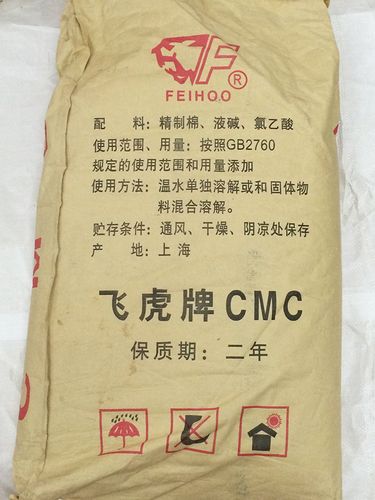 F®
FEIHOO
配 料：精制棉、液碱、氯乙酸
使用范围、用量：按照GB2760
规定的使用范围和用量添加
使用方法：温水单独溶解或和固体物
料混合溶解。
贮存条件：通风、干燥、阴凉处保存
产 地：上海
飞虎牌CMC
保质期：二年